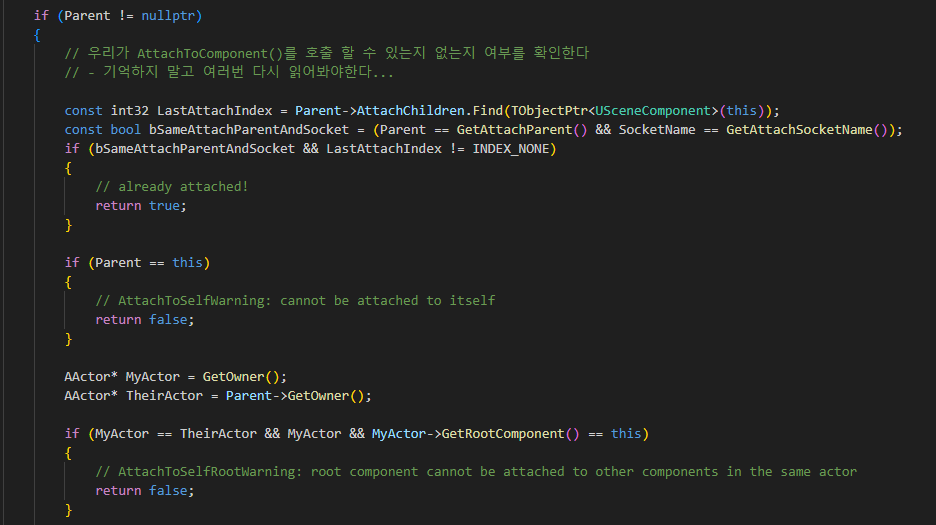 if (Parent != nullptr)
{
// 우리가 AttachToComponent()를 호출 할 수 있는지 없는지 여부를 확인한다
// - 기억하지 말고 여러번 다시 읽어봐야한다...
const int32 LastAttachIndex = Parent->AttachChildren.Find(TObjectPtr<USceneComponent>(this));
const bool bSameAttachParentAndSocket = (Parent == GetAttachParent() && SocketName == GetAttachSocketName());
if (bSameAttachParentAndSocket && LastAttachIndex != INDEX_NONE)
{
// already attached!
return true;
}
if (Parent == this)
{
// AttachToSelfWarning: cannot be attached to itself
return false;
}
AActor* MyActor = GetOwner();
AActor* TheirActor = Parent->GetOwner();
if (MyActor == TheirActor && MyActor && MyActor->GetRootComponent() == this)
{
// AttachToSelfRootWarning: root component cannot be attached to other components in the same actor
return false;
}